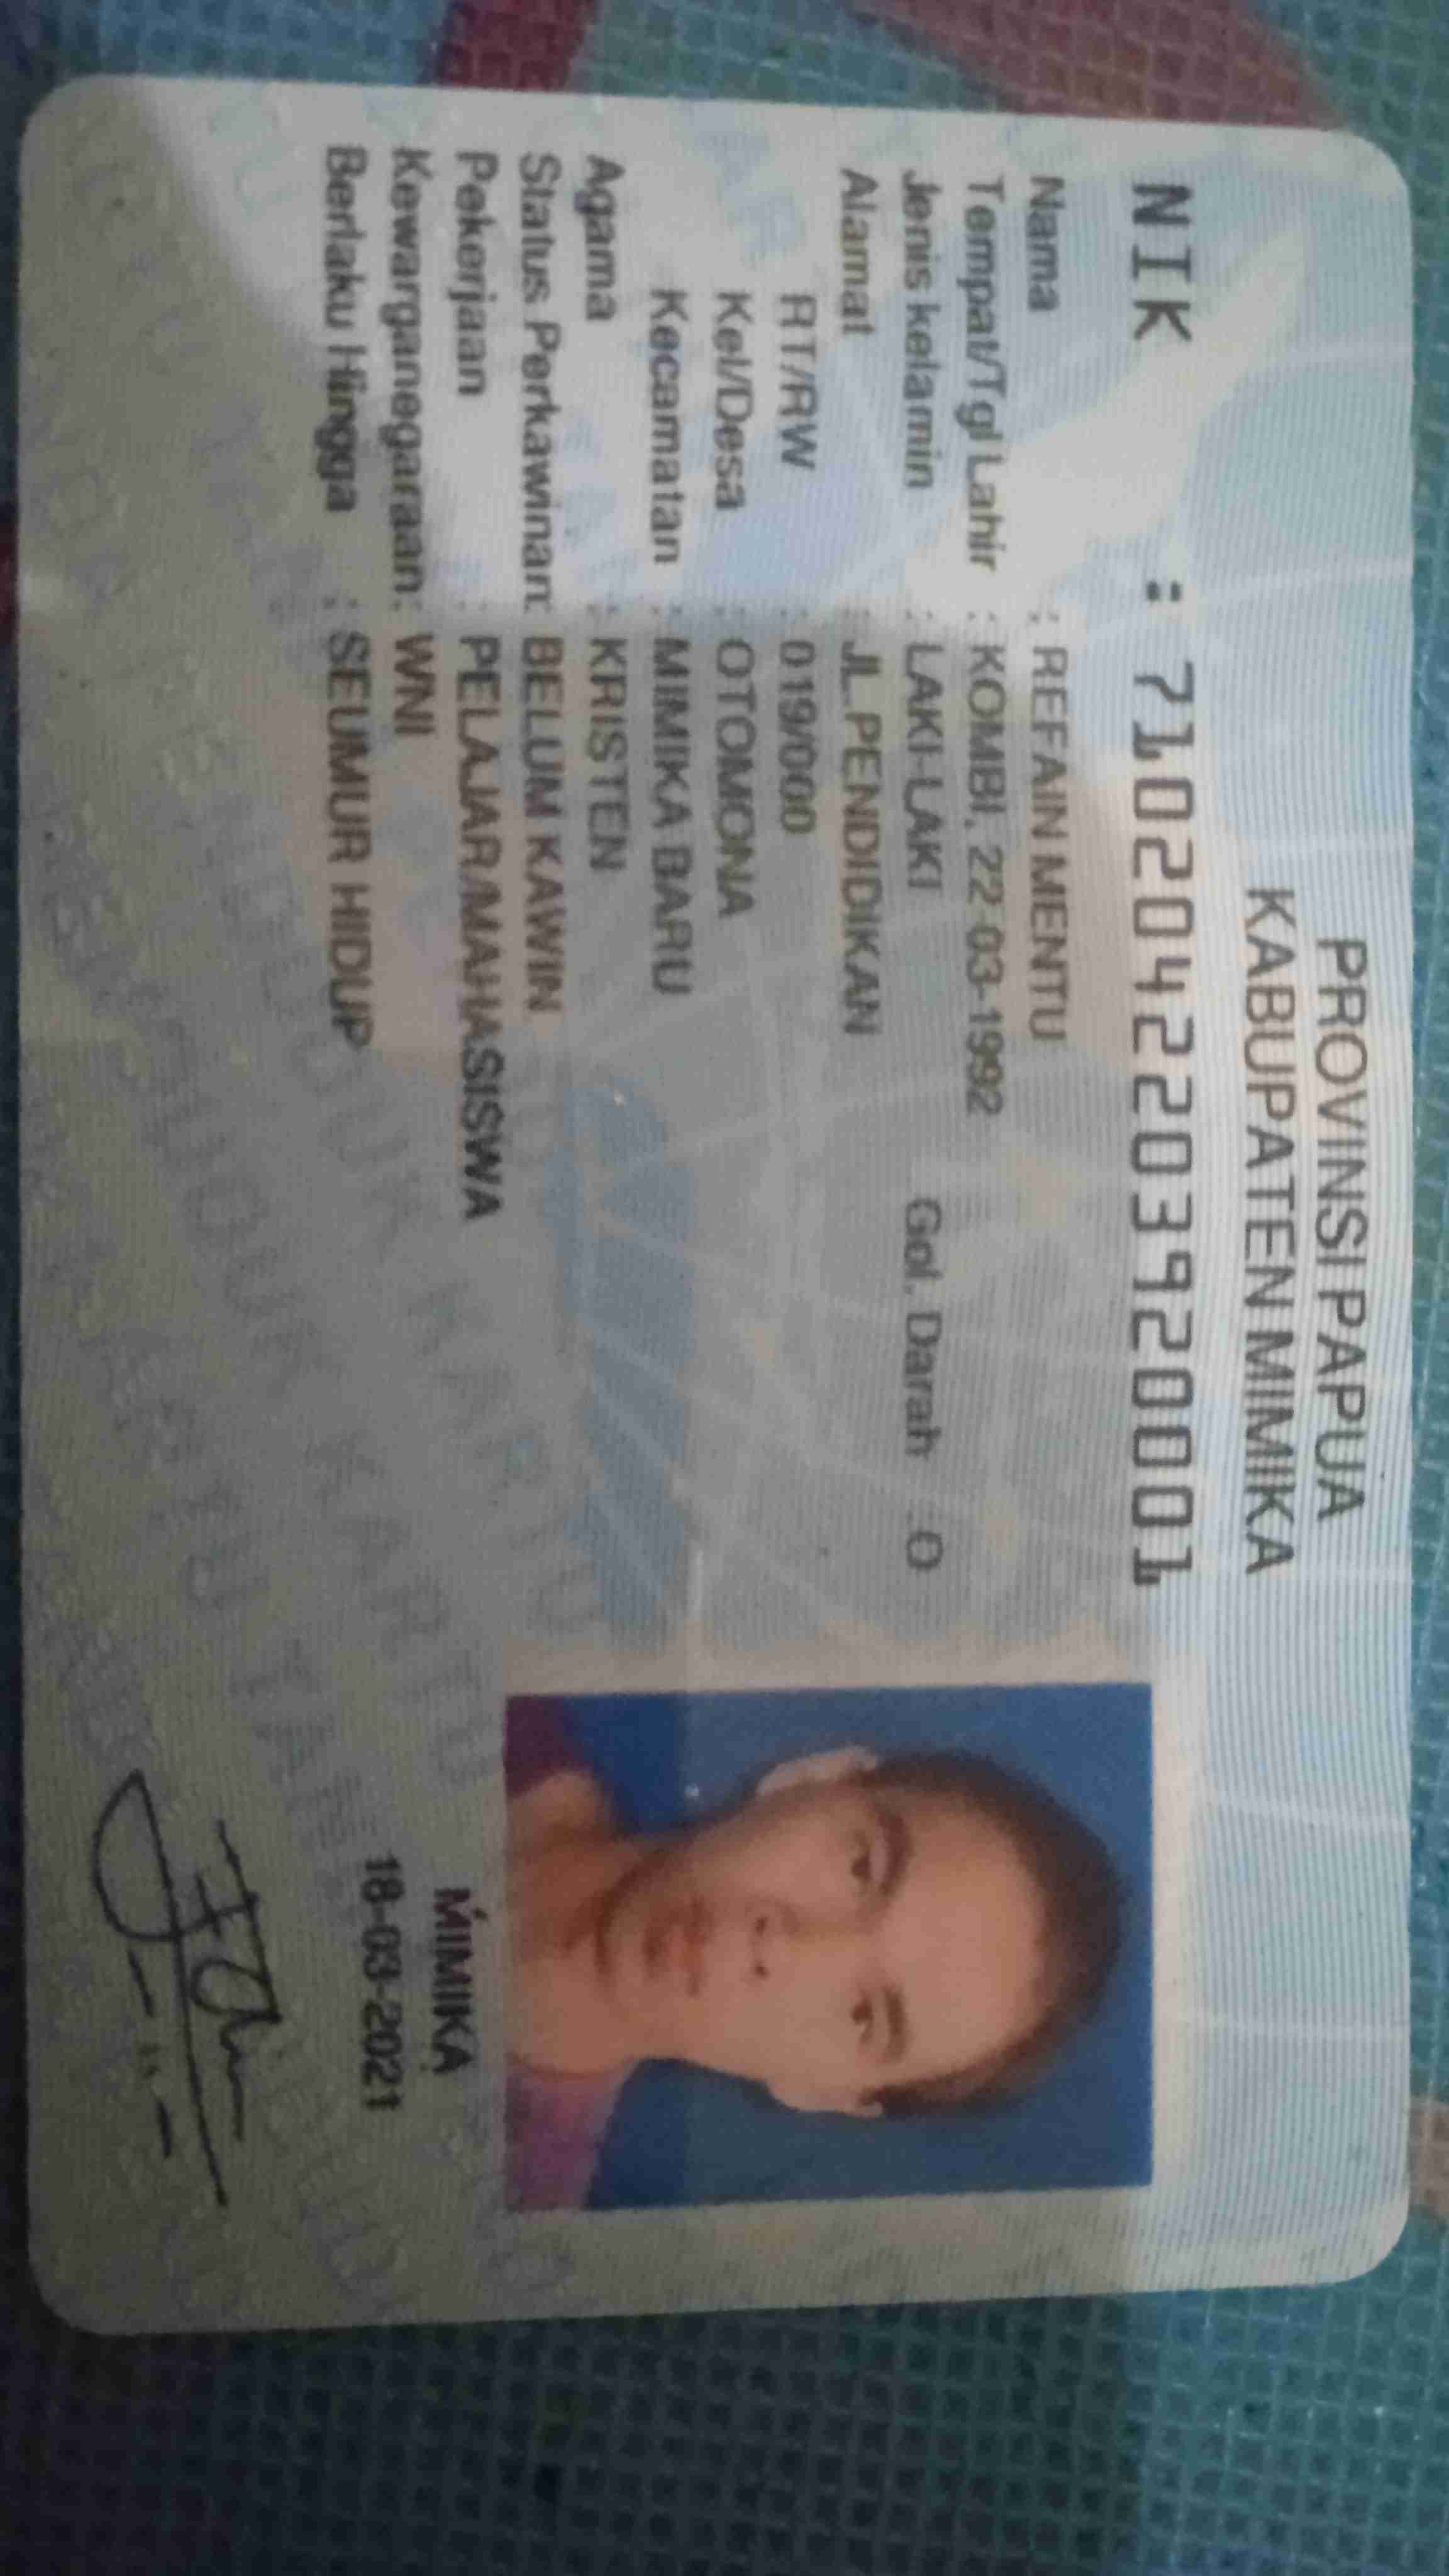 PROVINSI PAPUA
KABUPATEN MIMIKA
NIK : 7102042203920001
Nama : REFAIN MENTU
Tempat/Tgl Lahir : KOMBI, 22-03-1992
Jenis kelamin : LAKI-LAKI Gol. Darah : O
Alamat : JL.PENDIDIKAN
RT/RW : 019/000
Kel/Desa : OTOMONA
Kecamatan : MIMIKA BARU
Agama : KRISTEN
Status Perkawinan: BELUM KAWIN
Pekerjaan : PELAJAR/MAHASISWA
Kewarganegaraan: WNI
Berlaku Hingga : SEUMUR HIDUP
MIMIKA
18-03-2021